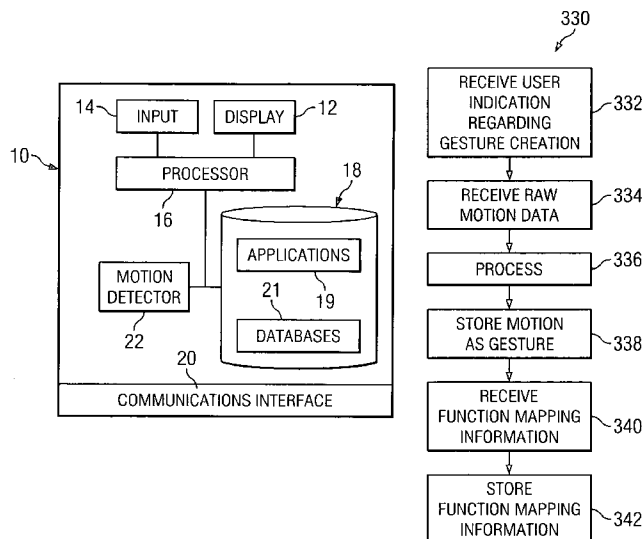 14
INPUT
DISPLAY
12
10
PROCESSOR
16
18
APPLICATIONS
19
MOTION
DETECTOR
22
21
DATABASES
20
COMMUNICATIONS INTERFACE
330
RECEIVE USER
INDICATION
REGARDING
GESTURE CREATION
332
RECEIVE RAW
MOTION DATA
334
PROCESS
336
STORE MOTION
AS GESTURE
338
RECEIVE
FUNCTION MAPPING
INFORMATION
340
STORE
FUNCTION MAPPING
INFORMATION
342